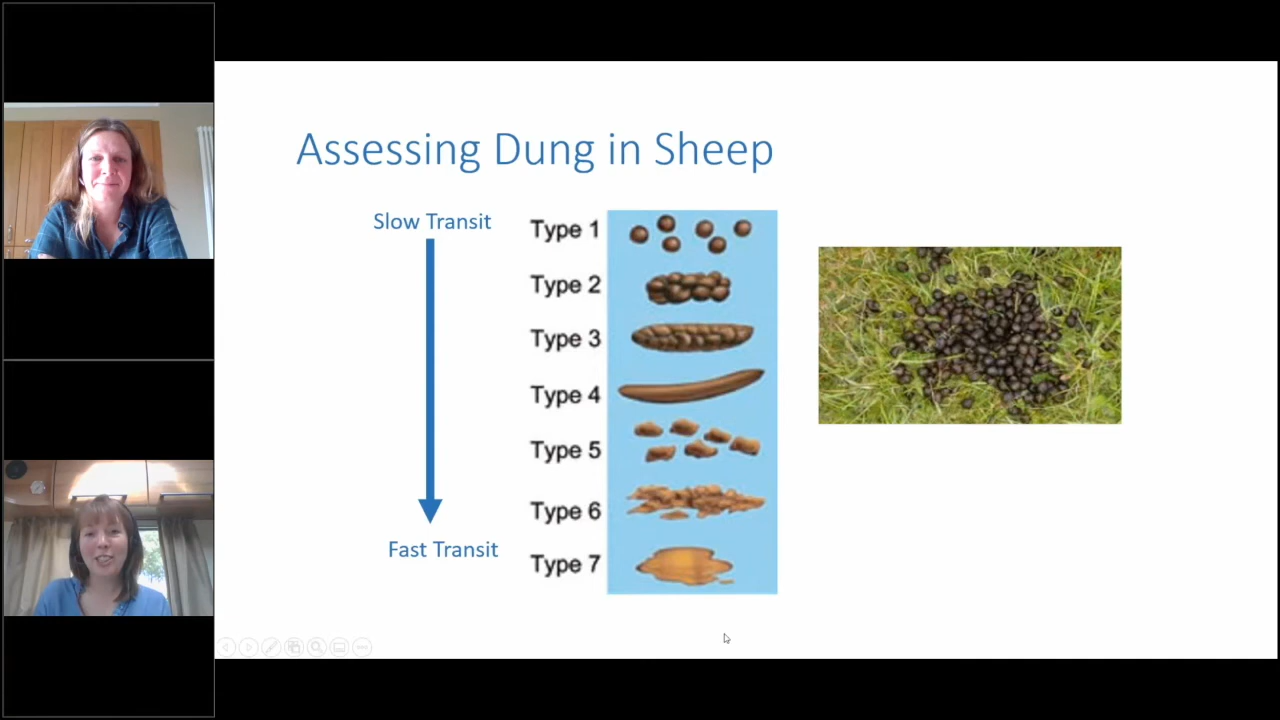 Assessing Dung in Sheep
Slow Transit
Type 1
Type 2
Type 3
Type 4
Type 5
Type 6
Fast Transit
Type 7